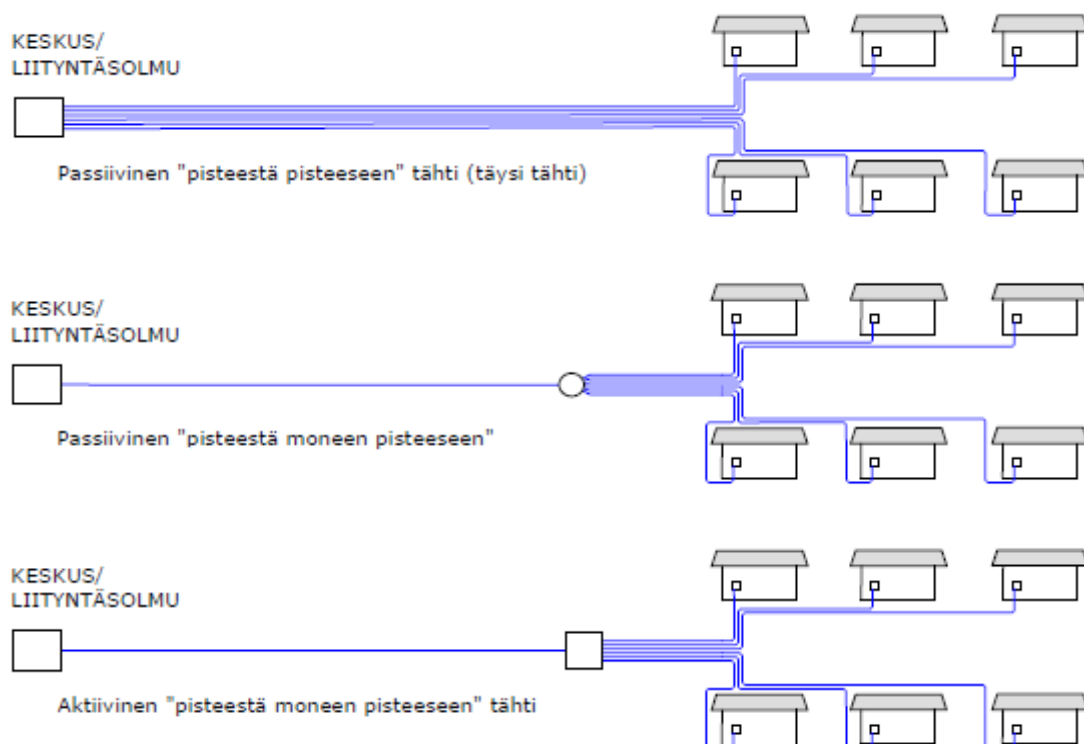 KESKUS/
LIITYNTÄSOLMU
Passiivinen "pisteestä pisteeseen" tähti (täysi tähti)
KESKUS/
LIITYNTÄSOLMU
Passiivinen "pisteestä moneen pisteeseen"
KESKUS/
LIITYNTÄSOLMU
Aktiivinen "pisteestä moneen pisteeseen" tähti